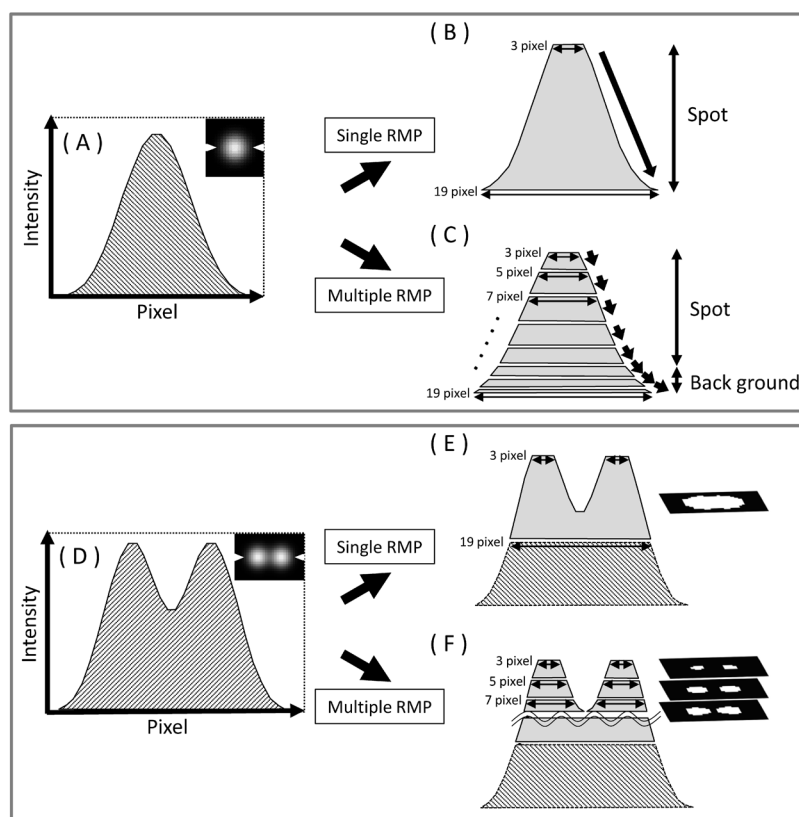 ( A )
Intensity
Pixel
Single RMP
Multiple RMP
( B )
3 pixel
19 pixel
Spot
( C )
3 pixel
5 pixel
7 pixel
19 pixel
Spot
Back ground
( D )
Intensity
Pixel
Single RMP
Multiple RMP
( E )
3 pixel
19 pixel
( F )
3 pixel
5 pixel
7 pixel